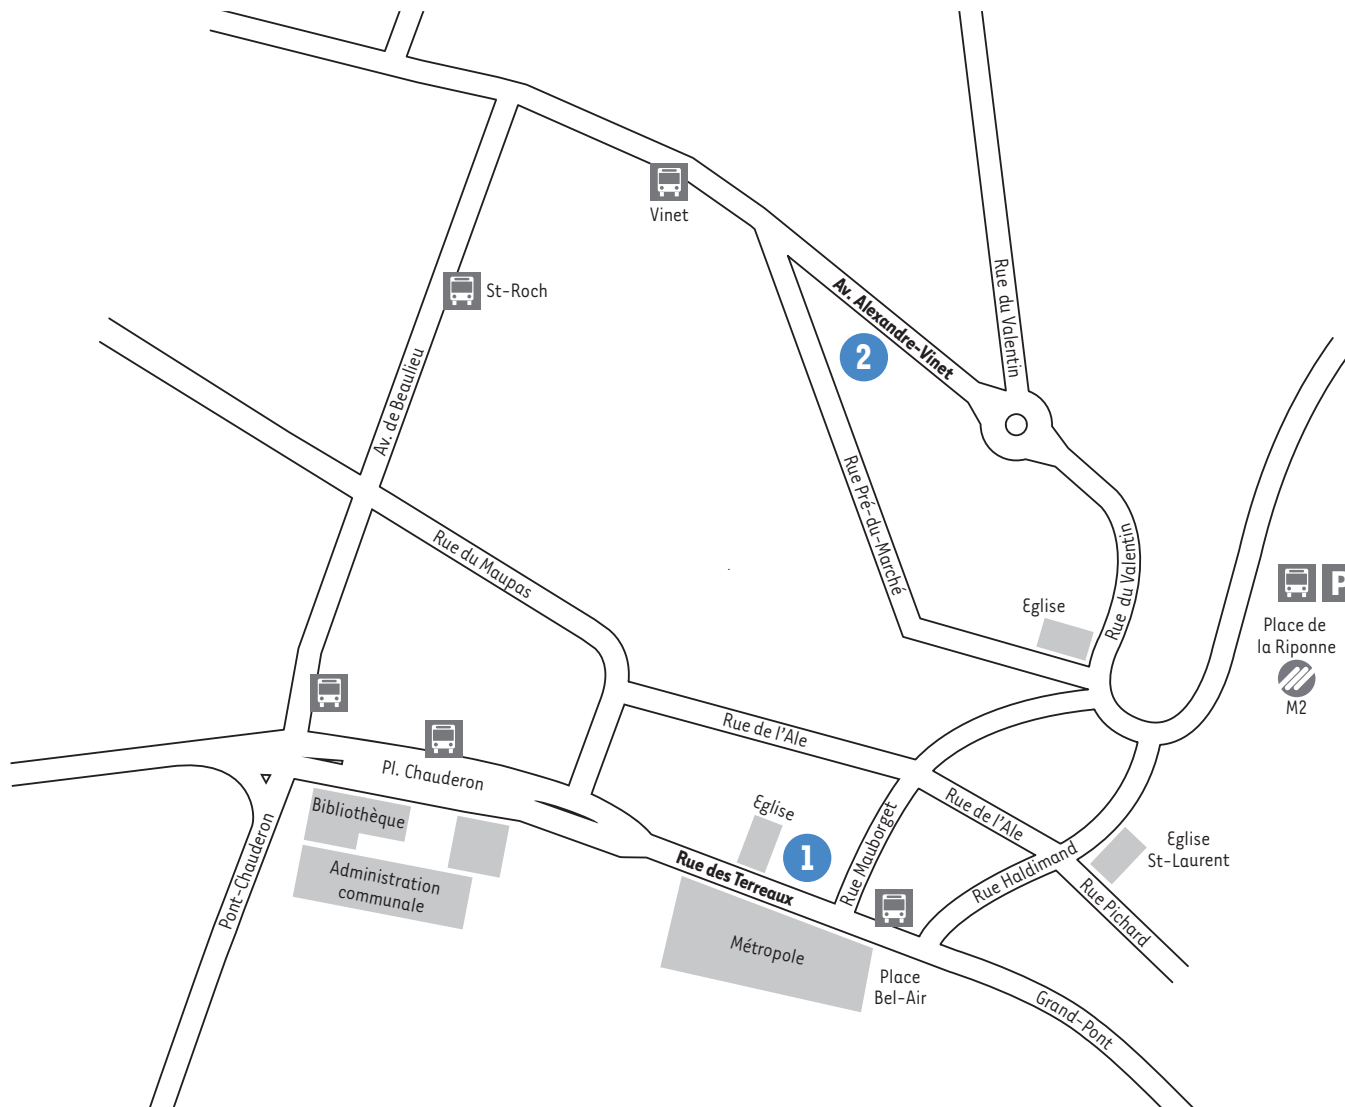 Vinet
St-Roch
Av. Alexandre-Vinet
Rue du Valentin
2
Av. de Beaulieu
Rue Pré-du-Marché
Rue du Maupas
Rue du Valentin
Eglise
P
Place de
la Riponne
M2
Rue de l'Ale
Pl. Chauderon
Bibliothèque
Eglise
1
Rue Mauborget
Rue de l'Ale
Rue Haldimand
Eglise
St-Laurent
Pont-Chauderon
Administration
communale
Rue des Terreaux
Rue Pichard
Métropole
Place
Bel-Air
Grand-Pont